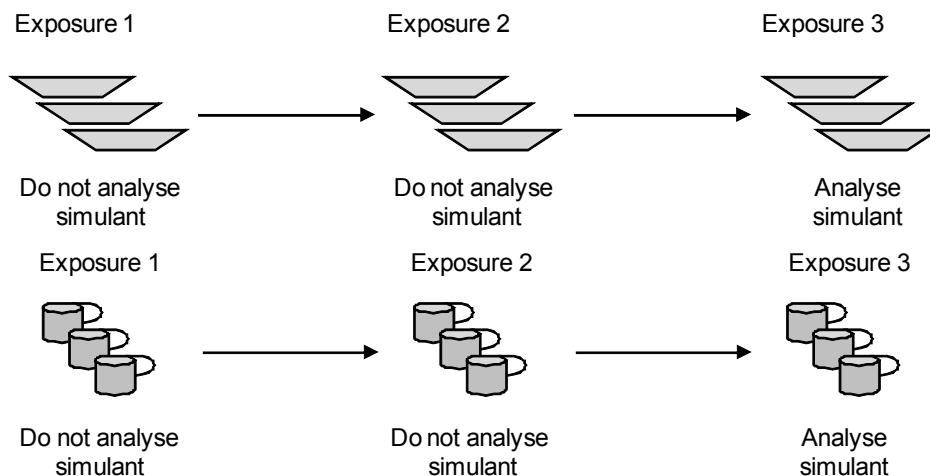 Exposure 1 Exposure 2 Exposure 3
Do not analyse Do not analyse Analyse
simulant simulant simulant
Exposure 1 Exposure 2 Exposure 3
Do not analyse Do not analyse Analyse
simulant simulant simulant